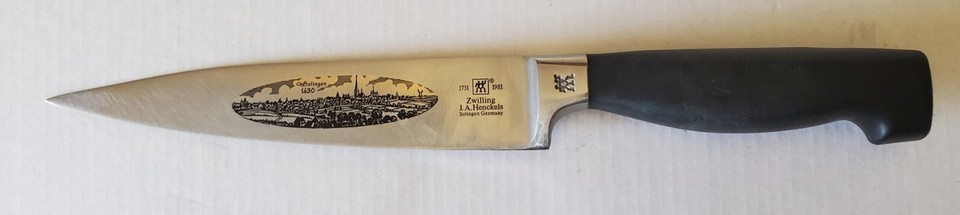 Solingen
1650
®
1731 1981
Zwilling
J.A.Henckels
Solingen Germany